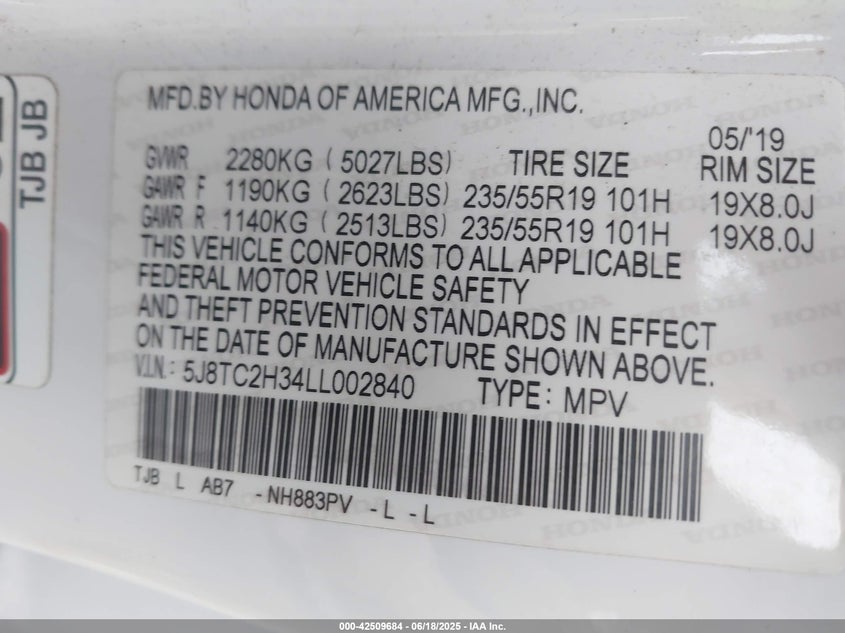 MFD.BY HONDA OF AMERICA MFG.,INC.
05/'19
GVWR 2280KG ( 5027LBS) TIRE SIZE RIM SIZE
GAWR F 1190KG ( 2623LBS) 235/55R19 101H 19X8.0J
GAWR R 1140KG ( 2513LBS) 235/55R19 101H 19X8.0J
THIS VEHICLE CONFORMS TO ALL APPLICABLE
FEDERAL MOTOR VEHICLE SAFETY
AND THEFT PREVENTION STANDARDS IN EFFECT
ON THE DATE OF MANUFACTURE SHOWN ABOVE.
V.I.N.: 5J8TC2H34LL002840 TYPE: MPV
TJB L AB7 -NH883PV -L -L
TJB JB
000-42509684 - 06/18/2025 - IAA Inc.